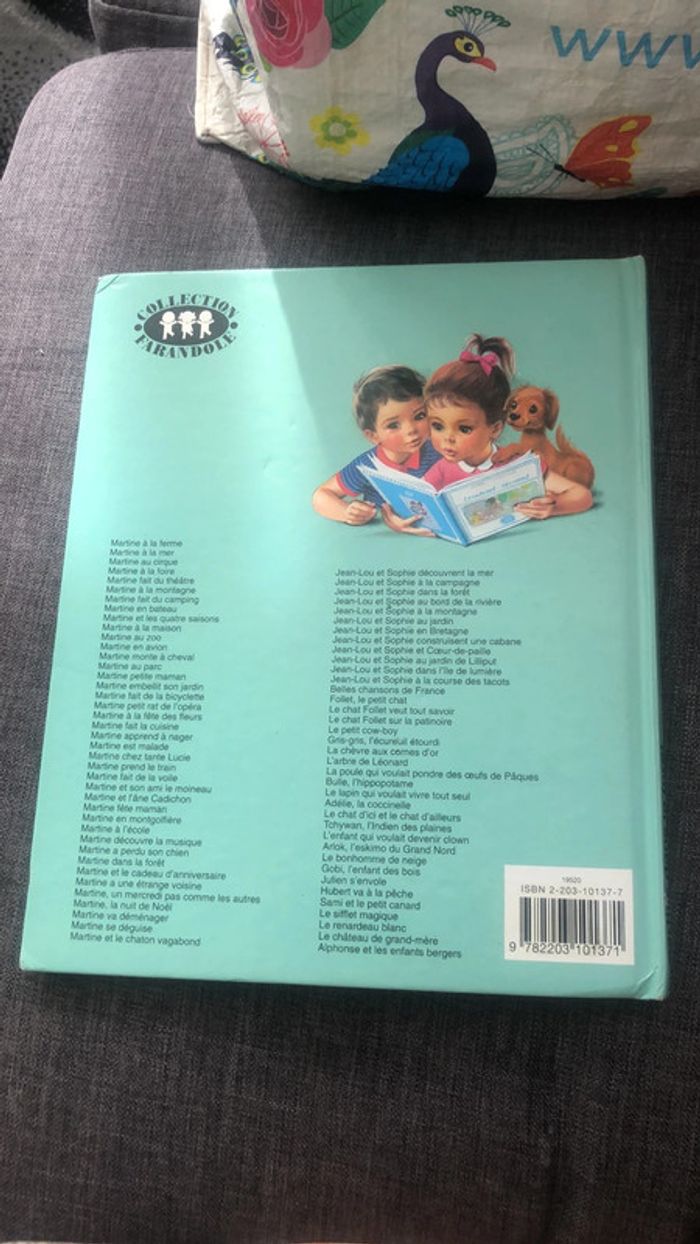 www
COLLECTION
FARANDOLE
Martine à la ferme
Martine à la mer
Martine au cirque
Martine à la foire
Martine fait du théâtre
Martine à la montagne
Martine fait du camping
Martine en bateau
Martine et les quatre saisons
Martine à la maison
Martine au zoo
Martine en avion
Martine monte à cheval
Martine au parc
Martine petite maman
Martine embellit son jardin
Martine fait de la bicyclette
Martine petit rat de l'opéra
Martine à la fête des fleurs
Martine fait la cuisine
Martine apprend à nager
Martine est malade
Martine chez tante Lucie
Martine prend le train
Martine fait de la voile
Martine et son ami le moineau
Martine et l'âne Cadichon
Martine fête maman
Martine en montgolfière
Martine à l'école
Martine découvre la musique
Martine a perdu son chien
Martine dans la forêt
Martine et le cadeau d'anniversaire
Martine a une étrange voisine
Martine, un mercredi pas comme les autres
Martine, la nuit de Noël
Martine va déménager
Martine se déguise
Martine et le chaton vagabond
Jean-Lou et Sophie découvrent la mer
Jean-Lou et Sophie à la campagne
Jean-Lou et Sophie dans la forêt
Jean-Lou et Sophie au bord de la rivière
Jean-Lou et Sophie à la montagne
Jean-Lou et Sophie au jardin
Jean-Lou et Sophie en Bretagne
Jean-Lou et Sophie construisent une cabane
Jean-Lou et Sophie et Cœur-de-paille
Jean-Lou et Sophie au jardin de Lilliput
Jean-Lou et Sophie dans l'île de lumière
Jean-Lou et Sophie à la course des tacots
Belles chansons de France
Follet, le petit chat
Le chat Follet veut tout savoir
Le chat Follet sur la patinoire
Le petit cow-boy
Gris-gris, l'écureuil étourdi
La chèvre aux cornes d'or
L'arbre de Léonard
La poule qui voulait pondre des œufs de Pâques
Bulle, l'hippopotame
Le lapin qui voulait vivre tout seul
Adélie, la coccinelle
Le chat d'ici et le chat d'ailleurs
Tchywan, l'Indien des plaines
L'enfant qui voulait devenir clown
Arlok, l'eskimo du Grand Nord
Le bonhomme de neige
Gobi, l'enfant des bois
Julien s'envole
Hubert va à la pêche
Sami et le petit canard
Le sifflet magique
Le renardeau blanc
Le château de grand-mère
Alphonse et les enfants bergers
19520
ISBN 2-203-10137-7
9 782203 101371